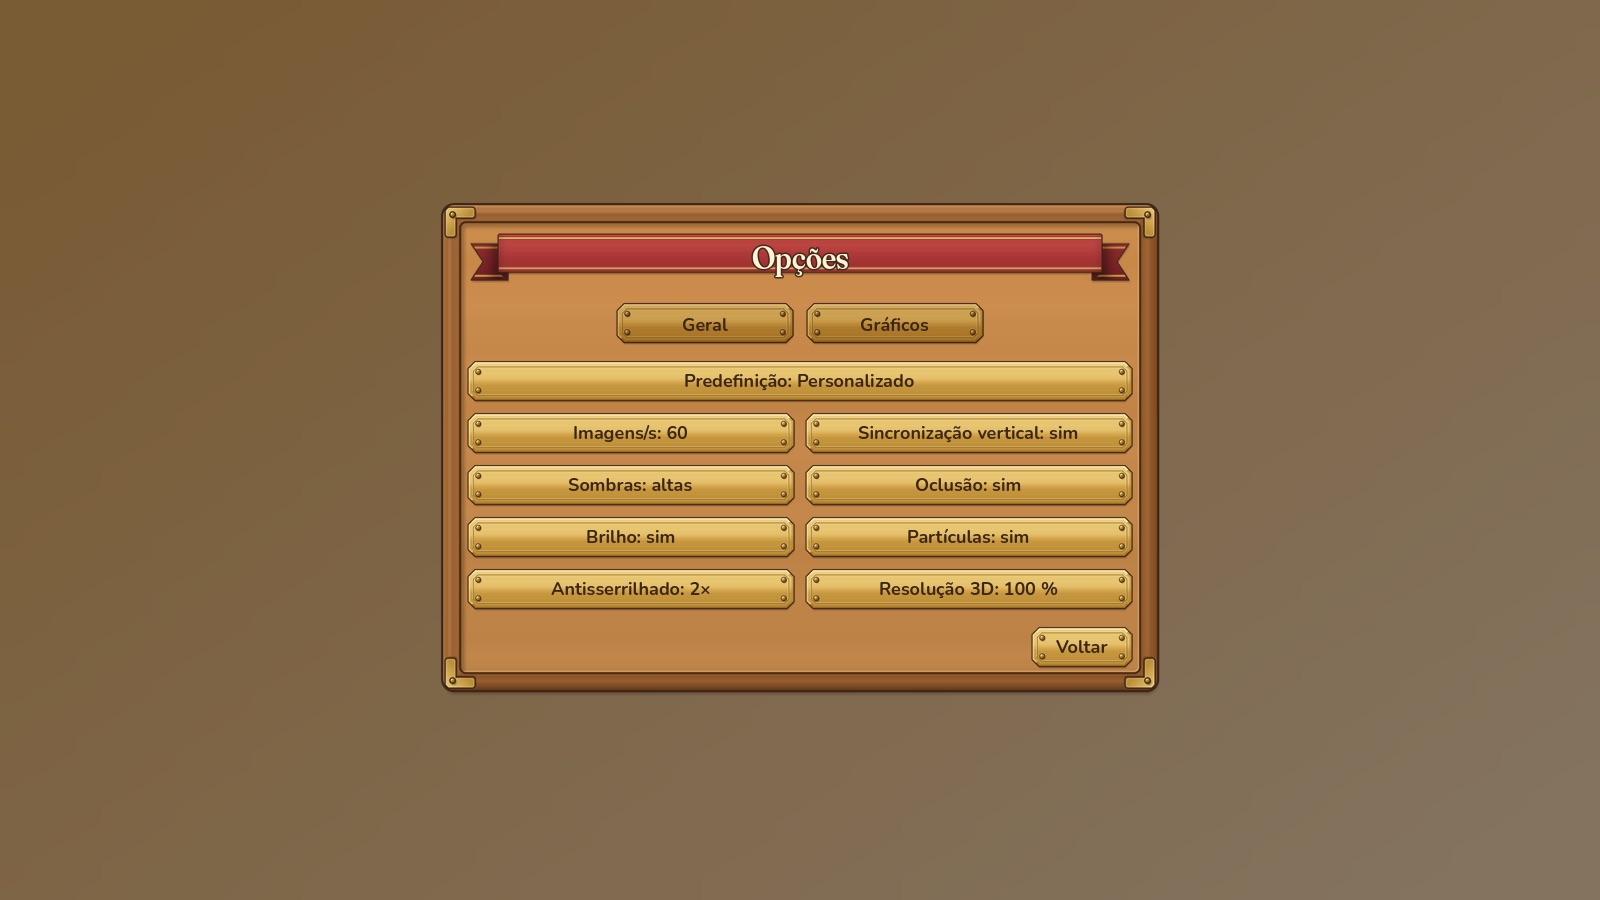 Opções
Geral
Gráficos
Predefinição: Personalizado
Imagens/s: 60
Sincronização vertical: sim
Sombras: altas
Oclusão: sim
Brilho: sim
Partículas: sim
Antisserrilhado: 2×
Resolução 3D: 100 %
Voltar